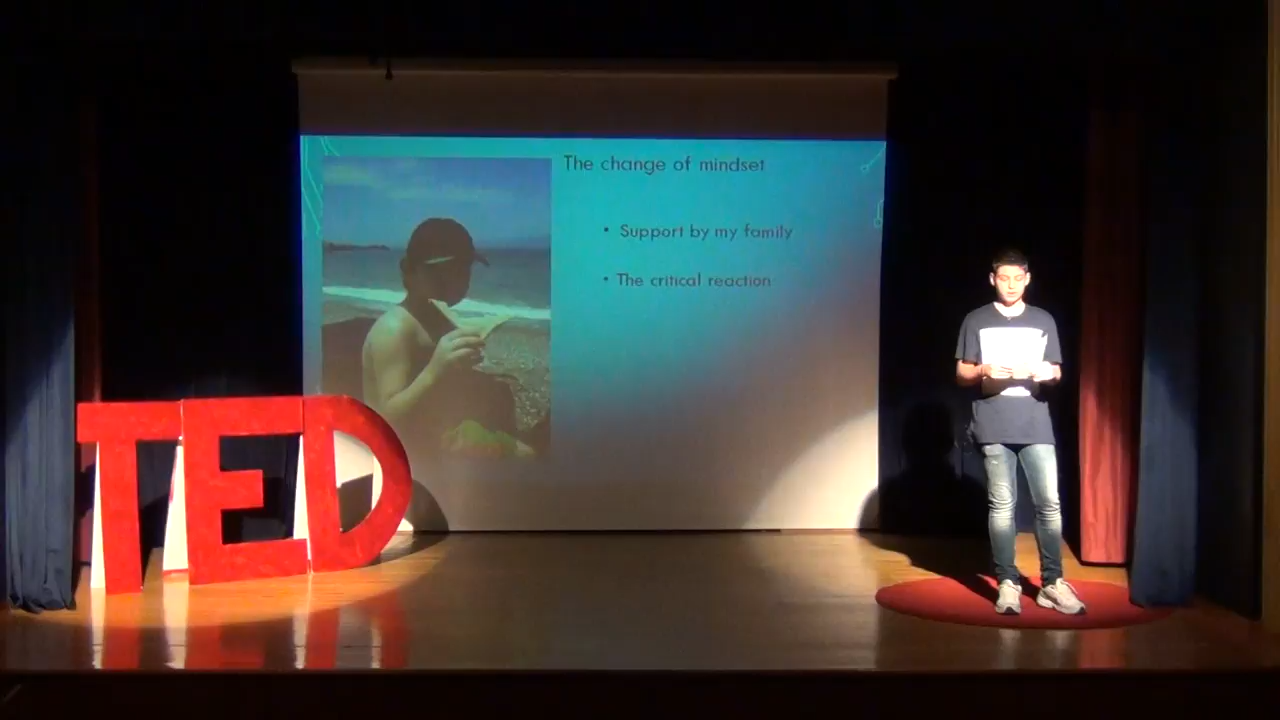 The change of mindset
• Support by my family
• The critical reaction
TED